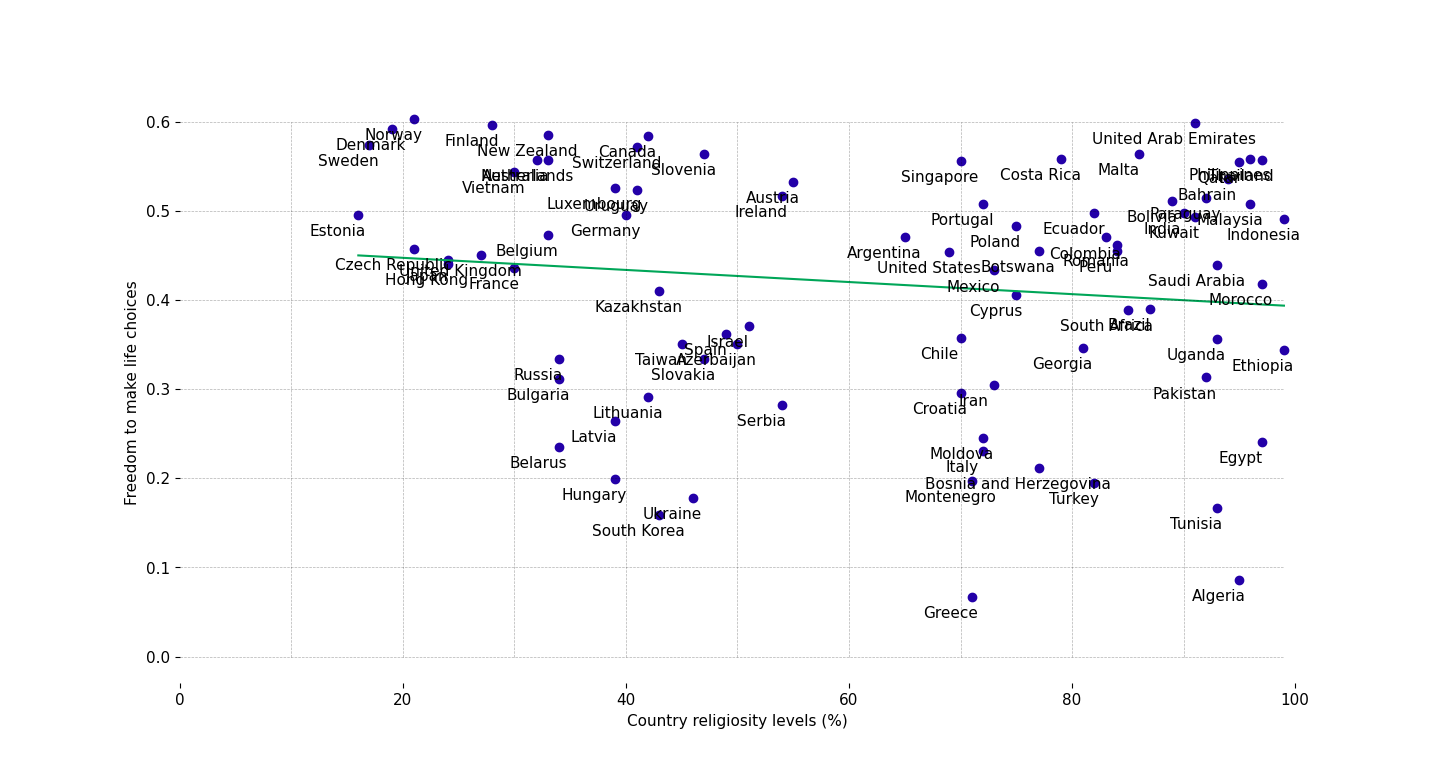 0.6
0.5
0.4
0.3
0.2
0.1
0.0
Freedom to make life choices
0
20
40
60
80
100
Country religiosity levels (%)
Norway
Denmark
Sweden
Finland
New Zealand
Canada
Switzerland
Slovenia
Australia
Netherlands
Vietnam
Luxembourg
Uruguay
Germany
Austria
Ireland
Estonia
Belgium
Czech Republic
United Kingdom
Japan
Hong Kong
France
Kazakhstan
Israel
Spain
Taiwan
Azerbaijan
Slovakia
Russia
Bulgaria
Lithuania
Latvia
Serbia
Belarus
Hungary
Ukraine
South Korea
United Arab Emirates
Malta
Costa Rica
Singapore
Philippines
Thailand
Qatar
Bahrain
Portugal
Ecuador
Bolivia
Paraguay
India
Kuwait
Malaysia
Indonesia
Poland
Argentina
United States
Botswana
Colombia
Romania
Peru
Mexico
Saudi Arabia
Morocco
Cyprus
South Africa
Brazil
Chile
Georgia
Uganda
Ethiopia
Iran
Croatia
Pakistan
Moldova
Italy
Bosnia and Herzegovina
Montenegro
Turkey
Egypt
Tunisia
Algeria
Greece